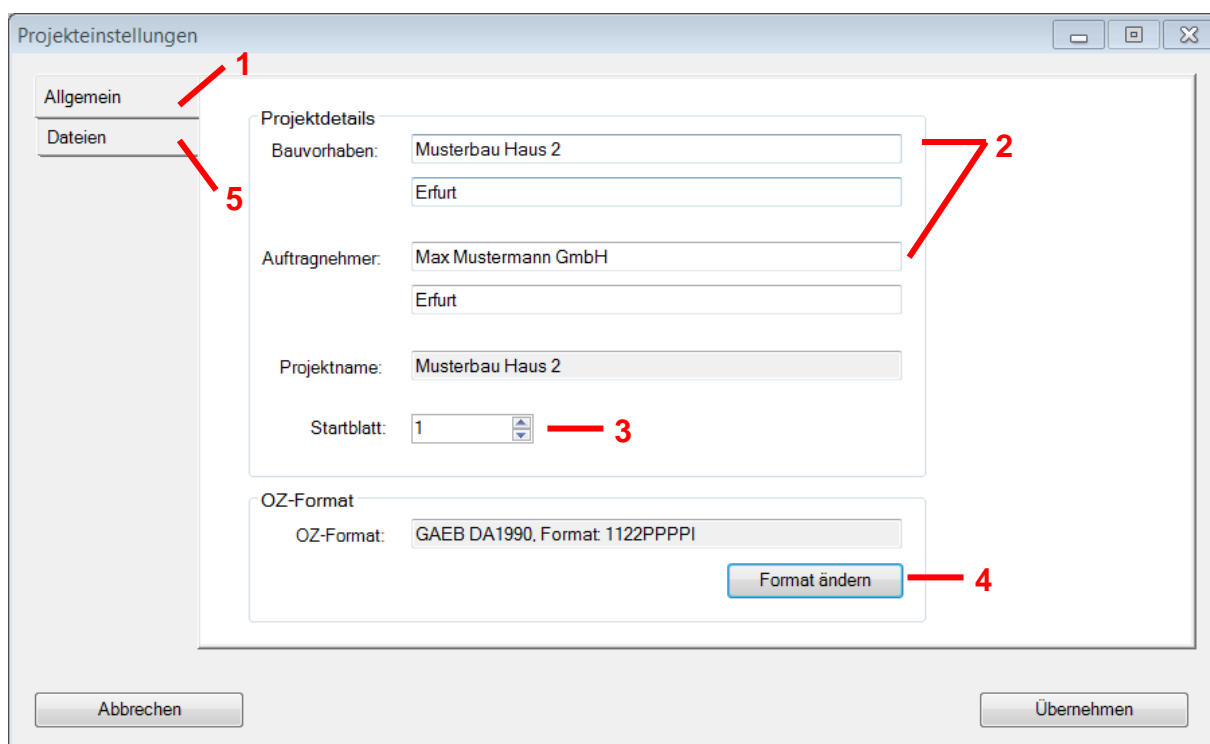 Projekteinstellungen
1
Allgemein
Dateien
5
Projektdetails
Bauvorhaben: Musterbau Haus 2
2
Erfurt
Auftragnehmer: Max Mustermann GmbH
Erfurt
Projektname: Musterbau Haus 2
Startblatt: 1
3
OZ-Format
OZ-Format: GAEB DA1990, Format: 1122PPPPI
Format ändern
4
Abbrechen
Übernehmen